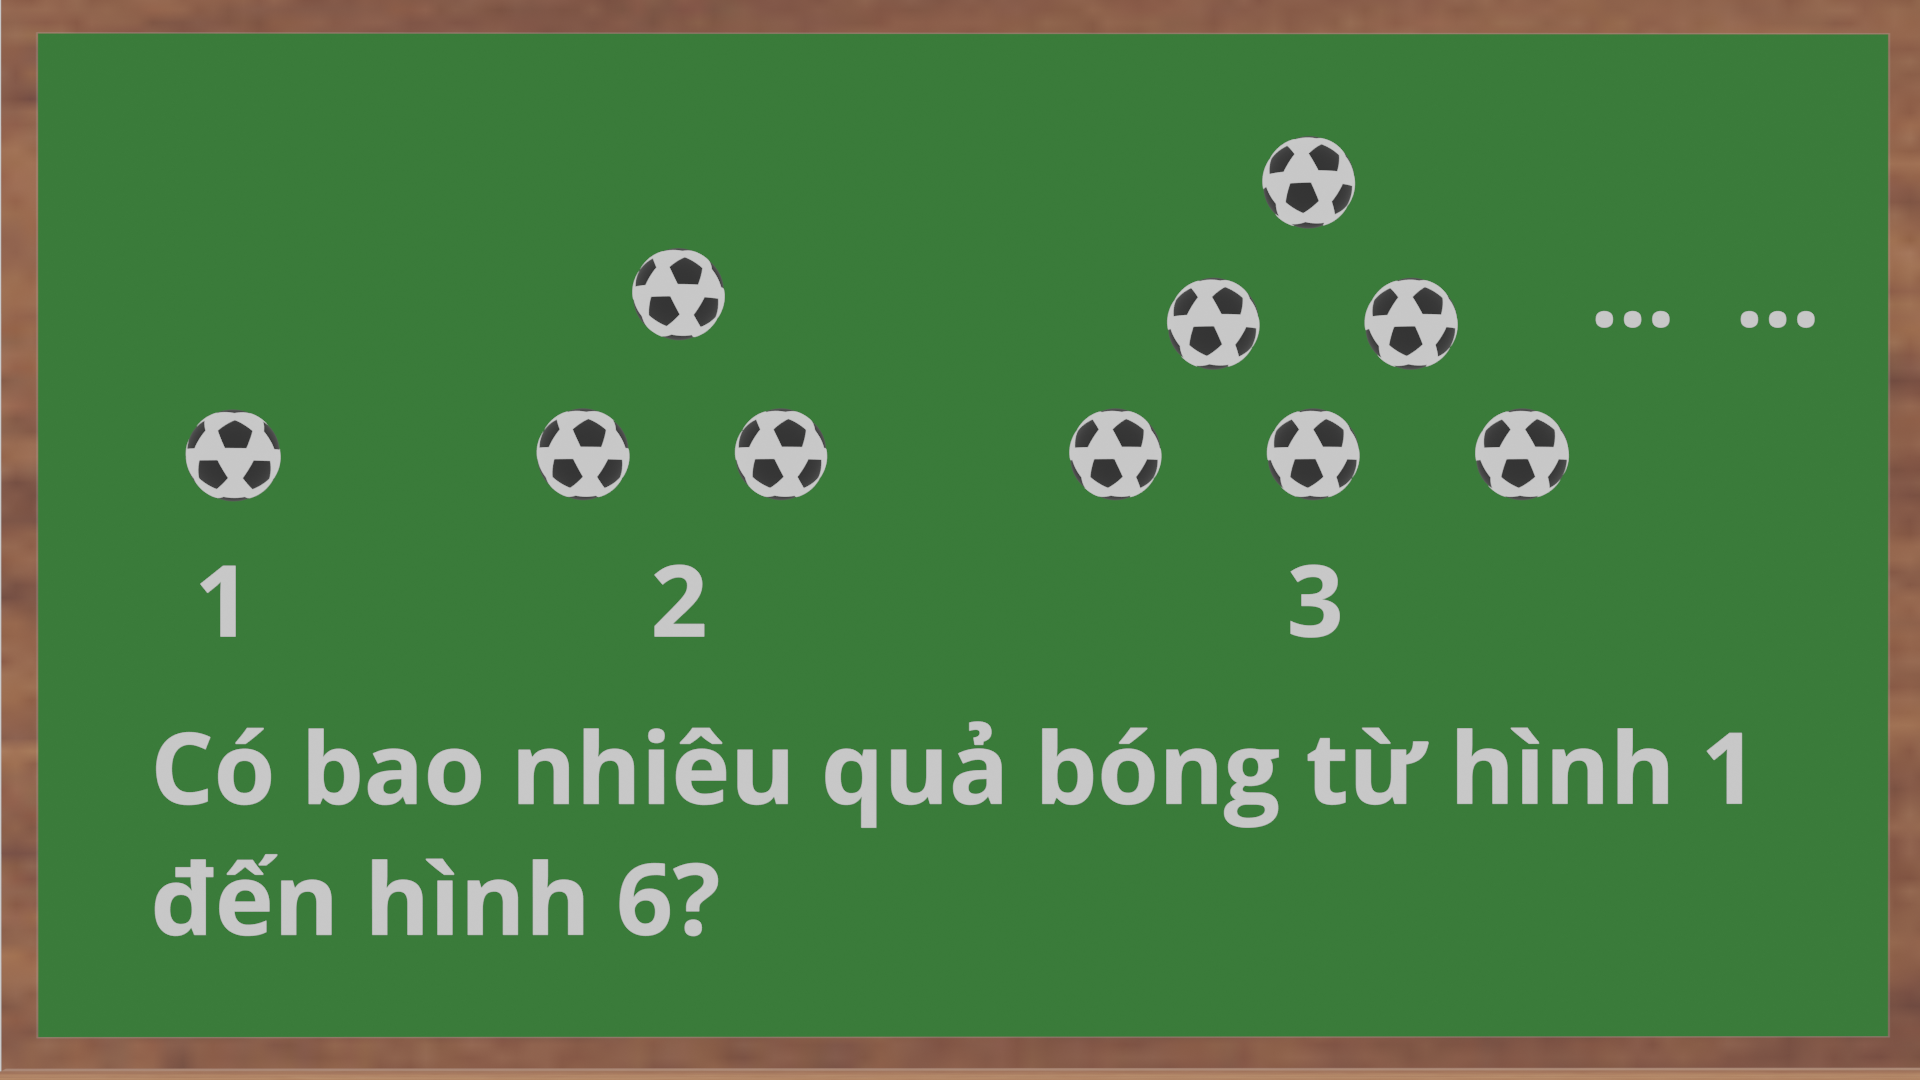 ... ...
1 2 3
Có bao nhiêu quả bóng từ hình 1
đến hình 6?